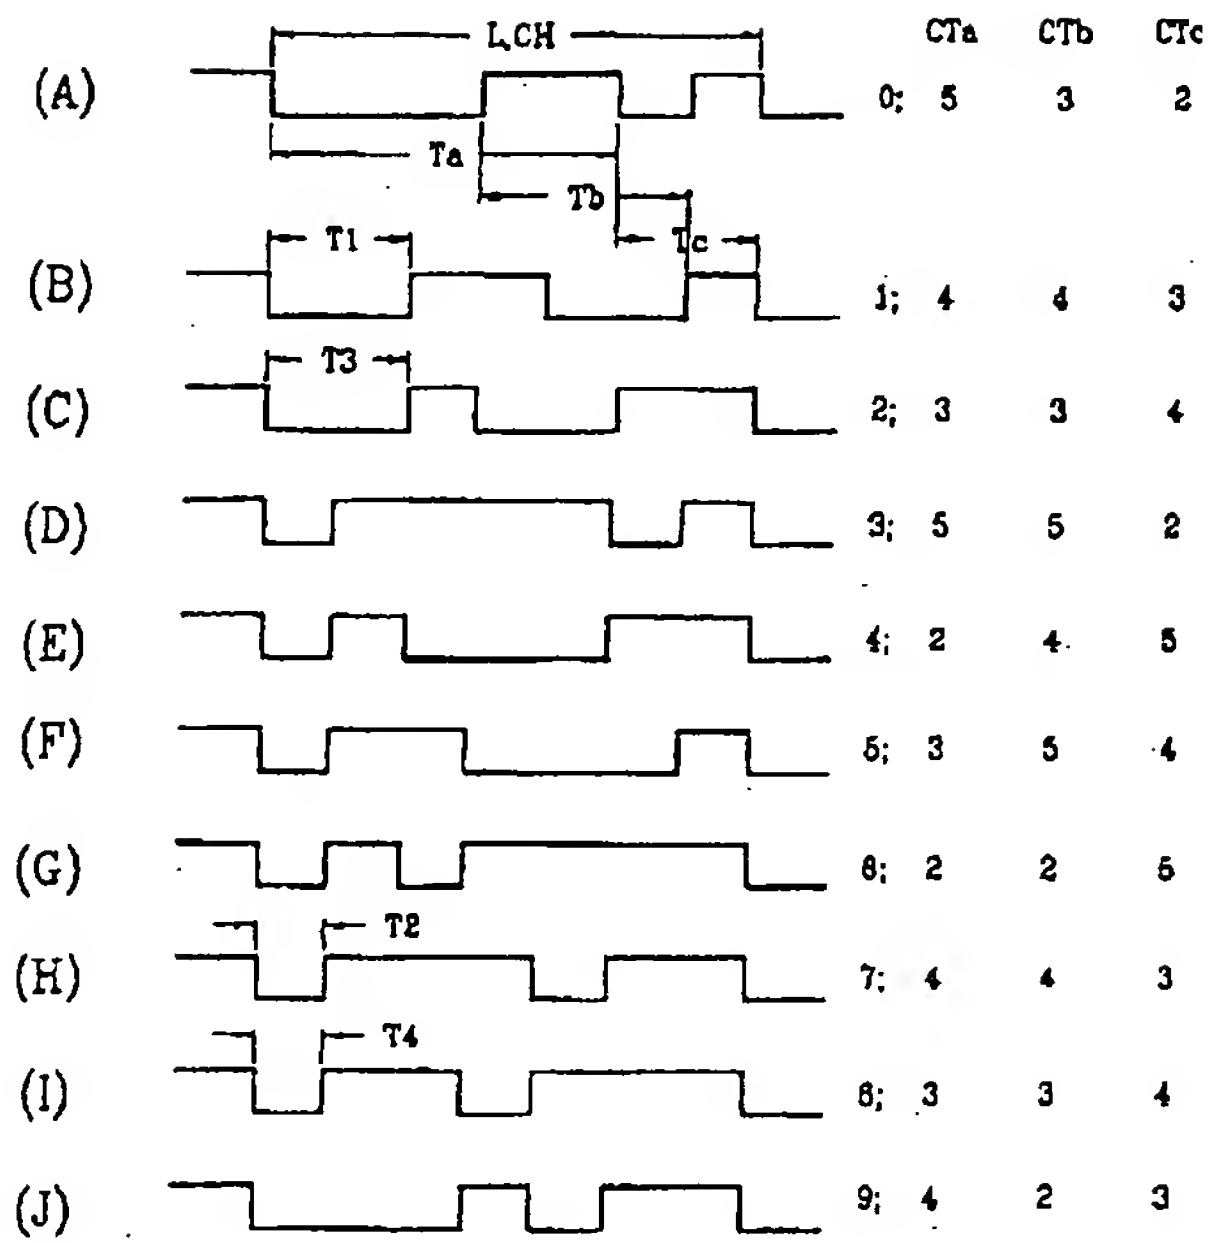 L,CH CTa CTb CTc
(A) 0; 5 3 2
Ta
Tb
T1 Tc
(B) 1; 4 4 3
T3
(C) 2; 3 3 4
(D) 3; 5 5 2
(E) 4; 2 4 5
(F) 5; 3 5 4
(G) 6; 2 2 5
T2
(H) 7; 4 4 3
T4
(I) 8; 3 3 4
(J) 9; 4 2 3